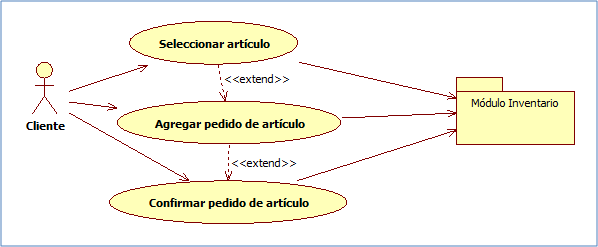 Seleccionar artículo
<<extend>>
Módulo Inventario
Cliente
Agregar pedido de artículo
<<extend>>
Confirmar pedido de artículo